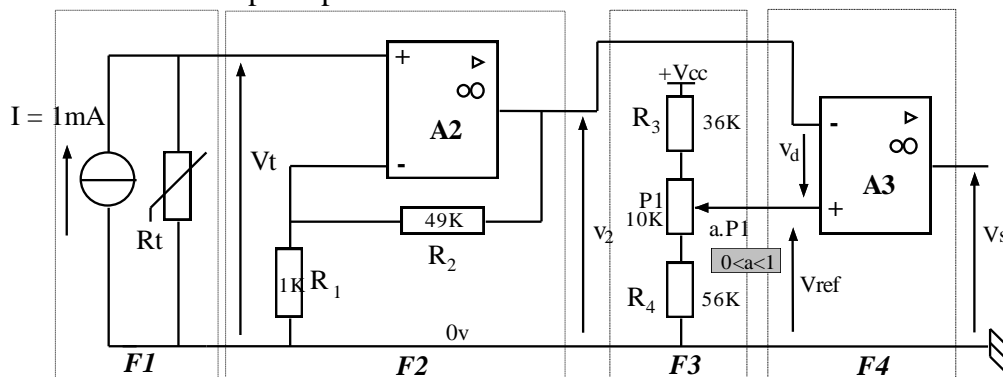 I = 1mA
Rt
Vt
+
A2
-
∞
49K
R2
1K
R1
0v
v2
+Vcc
R3
36K
P1
10K
a.P1
0<a<1
R4
56K
vd
-
∞
A3
+
Vref
Vs
F1
F2
F3
F4